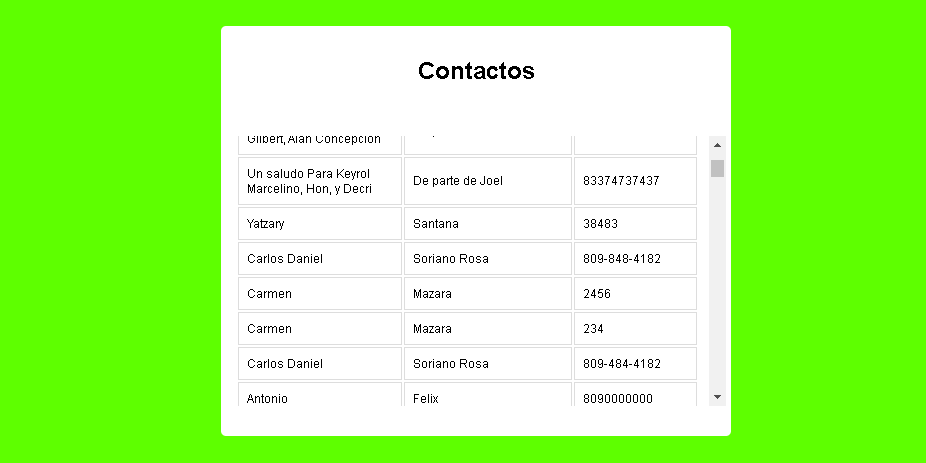 Contactos
Gilbert, Alan Concepcion
Un saludo Para Keyrol
Marcelino, Hon, y Decri
De parte de Joel
83374737437
Yatzary
Santana
38483
Carlos Daniel
Soriano Rosa
809-848-4182
Carmen
Mazara
2456
Carmen
Mazara
234
Carlos Daniel
Soriano Rosa
809-484-4182
Antonio
Felix
8090000000